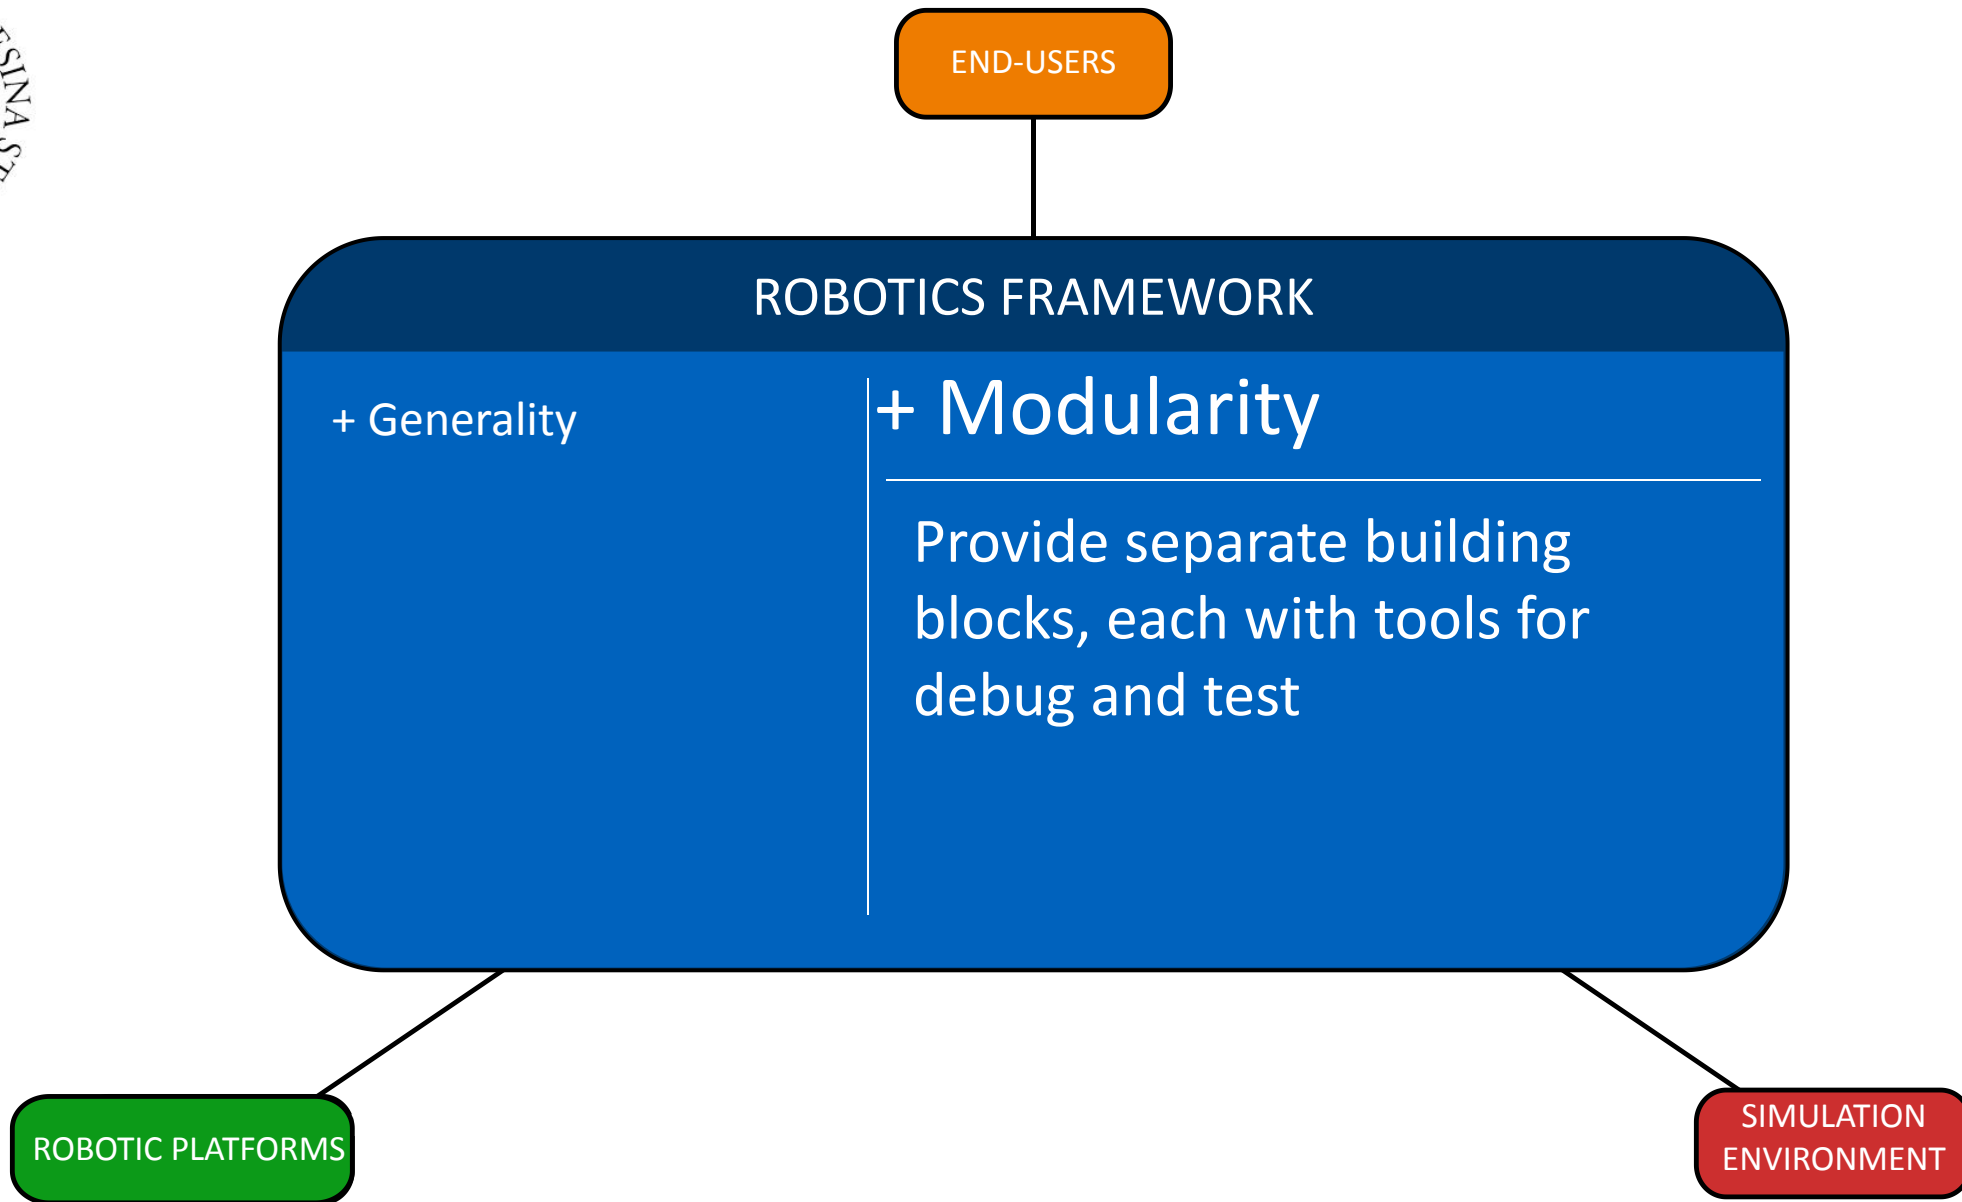 END-USERS
ROBOTICS FRAMEWORK
+ Generality
+ Modularity
Provide separate building
blocks, each with tools for
debug and test
ROBOTIC PLATFORMS
SIMULATION
ENVIRONMENT